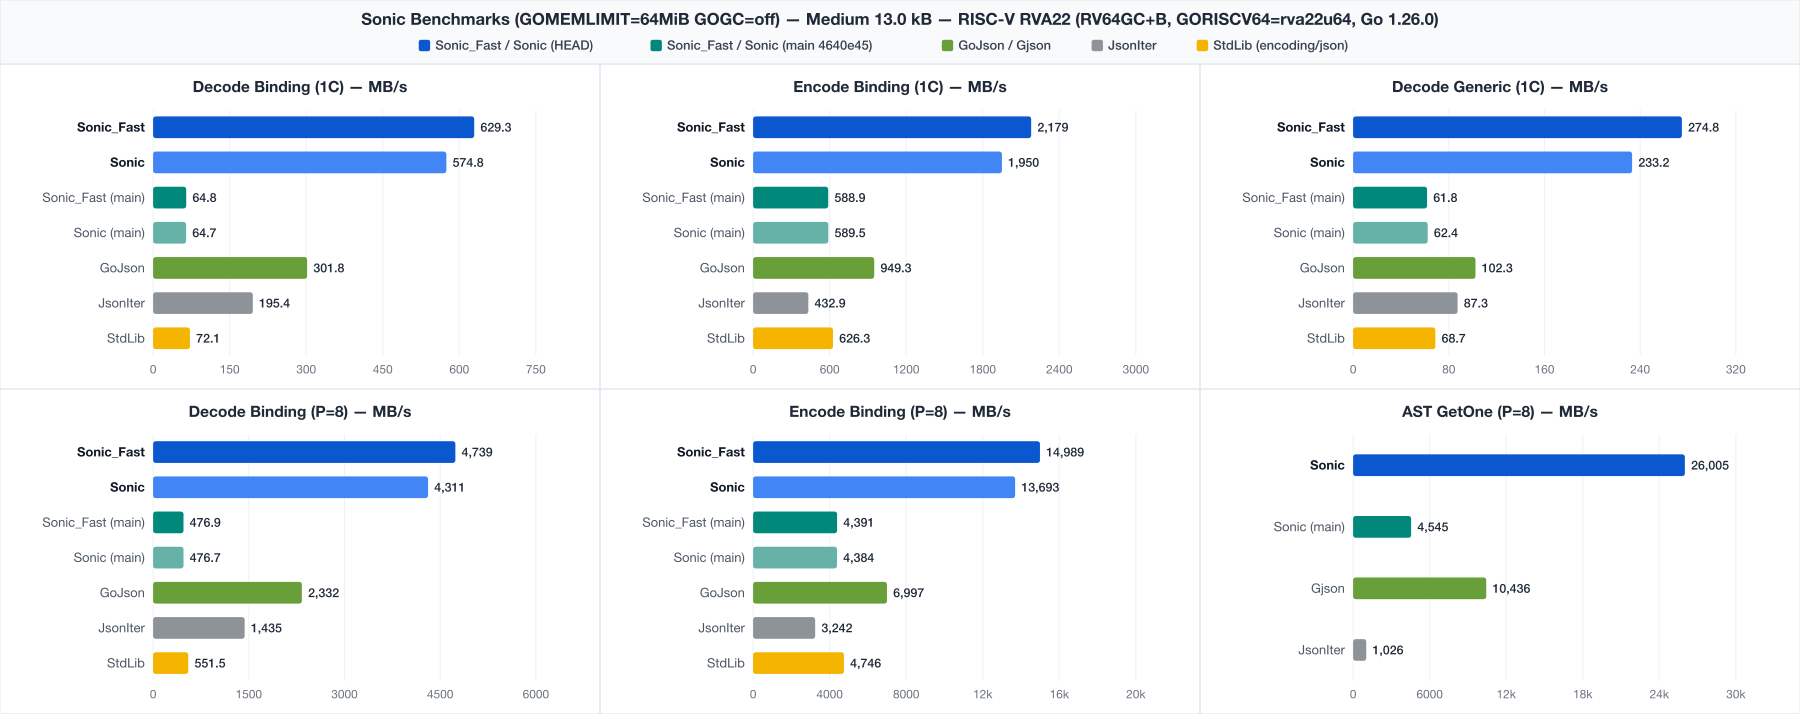 Sonic Benchmarks (GOMEMLIMIT=64MiB GOGC=off) — Medium 13.0 kB — RISC-V RVA22 (RV64GC+B, GORISCV64=rva22u64, Go 1.26.0)
Sonic_Fast / Sonic (HEAD) Sonic_Fast / Sonic (main 4640e45) GoJson / Gjson JsonIter StdLib (encoding/json)
Decode Binding (1C) — MB/s
Sonic_Fast 629.3
Sonic 574.8
Sonic_Fast (main) 64.8
Sonic (main) 64.7
GoJson 301.8
JsonIter 195.4
StdLib 72.1
0 150 300 450 600 750
Encode Binding (1C) — MB/s
Sonic_Fast 2,179
Sonic 1,950
Sonic_Fast (main) 588.9
Sonic (main) 589.5
GoJson 949.3
JsonIter 432.9
StdLib 626.3
0 600 1200 1800 2400 3000
Decode Generic (1C) — MB/s
Sonic_Fast 274.8
Sonic 233.2
Sonic_Fast (main) 61.8
Sonic (main) 62.4
GoJson 102.3
JsonIter 87.3
StdLib 68.7
0 80 160 240 320
Decode Binding (P=8) — MB/s
Sonic_Fast 4,739
Sonic 4,311
Sonic_Fast (main) 476.9
Sonic (main) 476.7
GoJson 2,332
JsonIter 1,435
StdLib 551.5
0 1500 3000 4500 6000
Encode Binding (P=8) — MB/s
Sonic_Fast 14,989
Sonic 13,693
Sonic_Fast (main) 4,391
Sonic (main) 4,384
GoJson 6,997
JsonIter 3,242
StdLib 4,746
0 4000 8000 12k 16k 20k
AST GetOne (P=8) — MB/s
Sonic 26,005
Sonic (main) 4,545
Gjson 10,436
JsonIter 1,026
0 6000 12k 18k 24k 30k